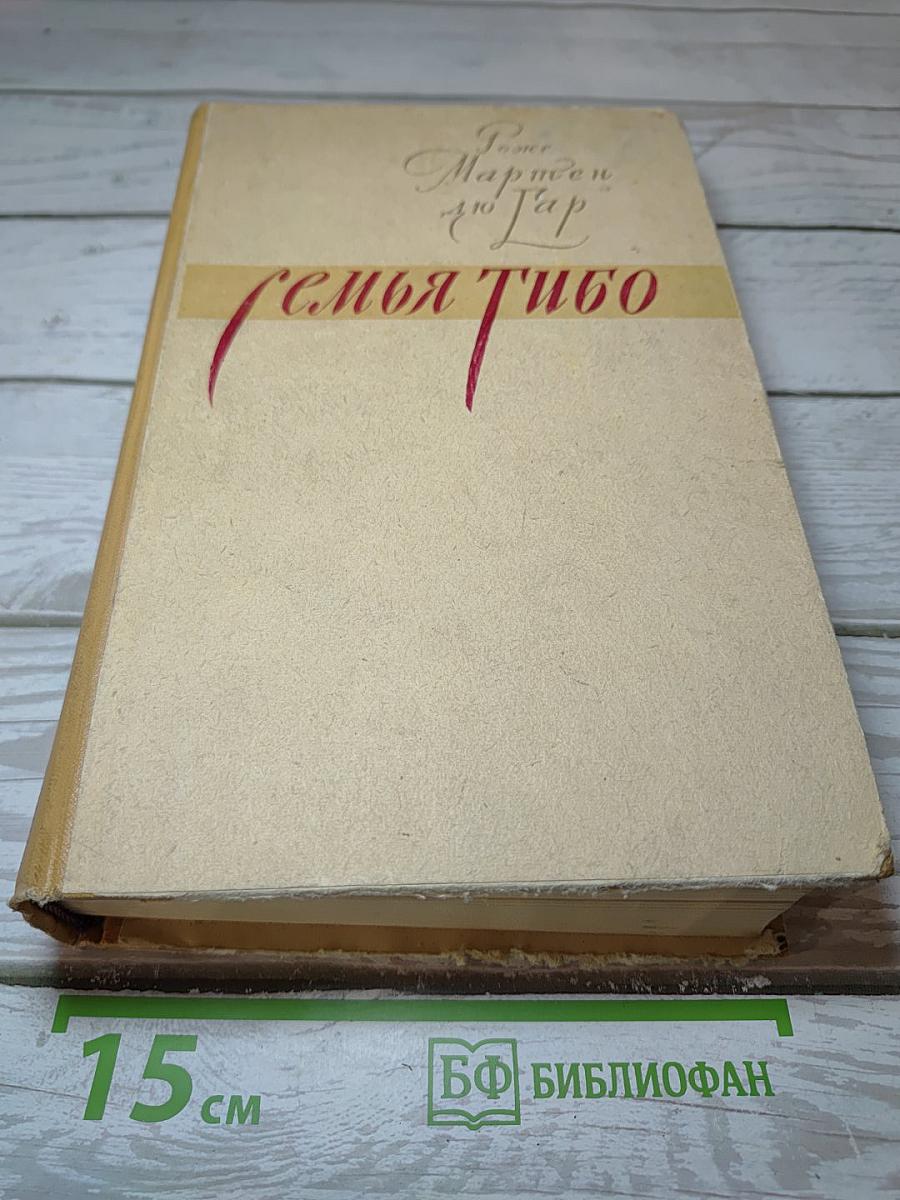 Роже
Мартен
дю Гар
Семья Тибо
15 см
БФ БИБЛИОФАН